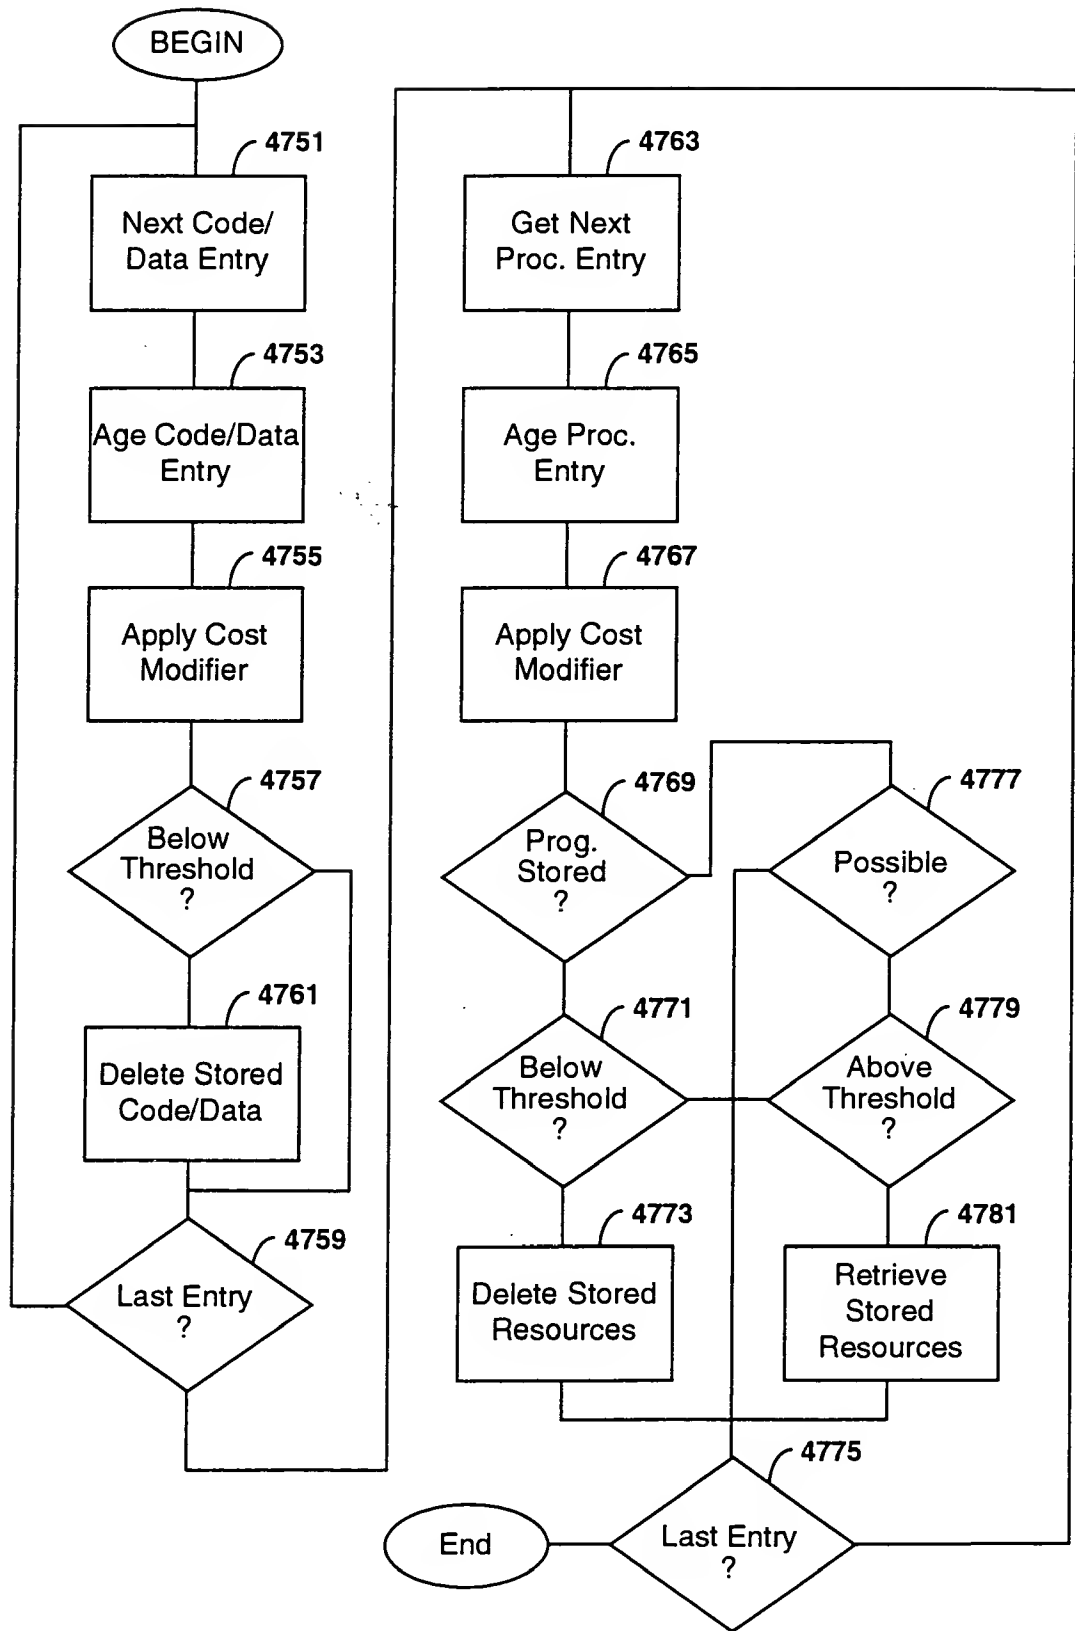 BEGIN
4751
Next Code/
Data Entry
4753
Age Code/Data
Entry
4755
Apply Cost
Modifier
4757
Below
Threshold
?
4761
Delete Stored
Code/Data
4759
Last Entry
?
4763
Get Next
Proc. Entry
4765
Age Proc.
Entry
4767
Apply Cost
Modifier
4769
Prog.
Stored
?
4777
Possible
?
4771
Below
Threshold
?
4779
Above
Threshold
?
4773
Delete Stored
Resources
4781
Retrieve
Stored
Resources
4775
Last Entry
?
End